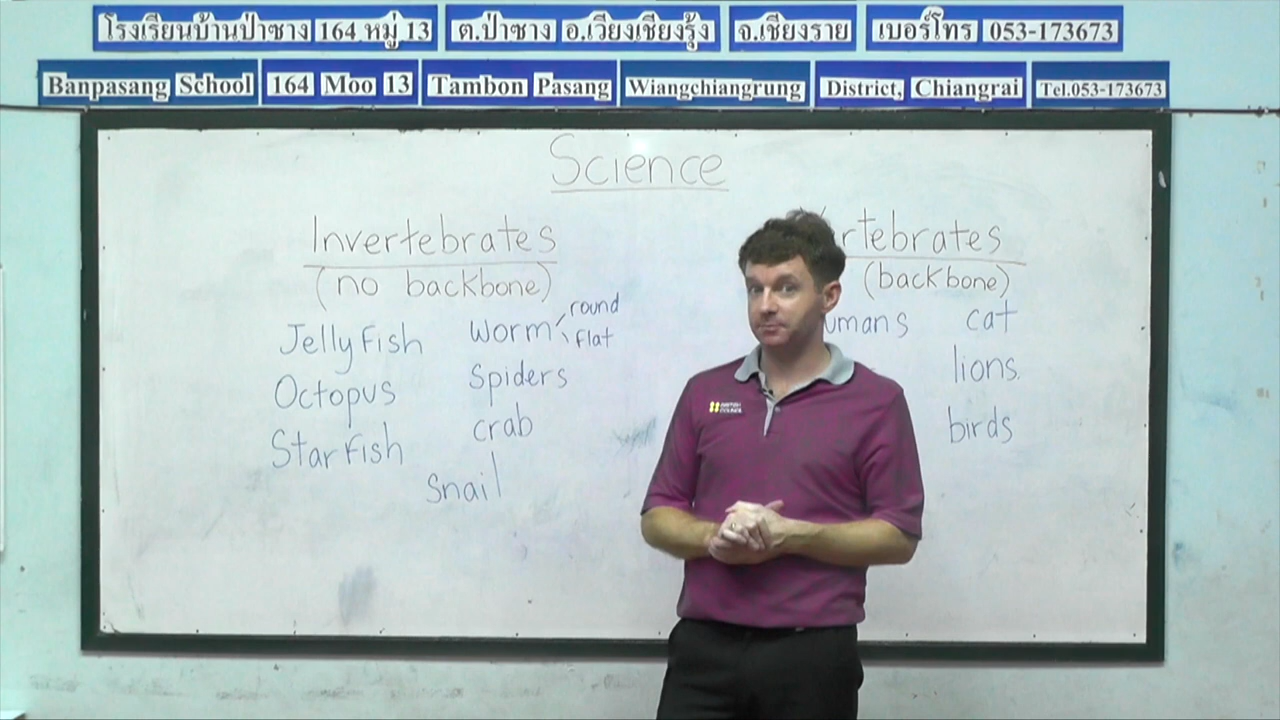 โรงเรียนบ้านป่าซาง 164 หมู่ 13 ต.ป่าซาง อ.เวียงเชียงรุ้ง จ.เชียงราย เบอร์โทร 053-173673
Banpasang School 164 Moo 13 Tambon Pasang Wiangchiangrung District, Chiangrai Tel.053-173673
Science
Invertebrates
(no backbone)
Jellyfish
Octopus
Starfish
worm round
flat
spiders
crab
snail
rtebrates
(backbone)
umans
cat
lions.
birds
BRITISH
COUNCIL